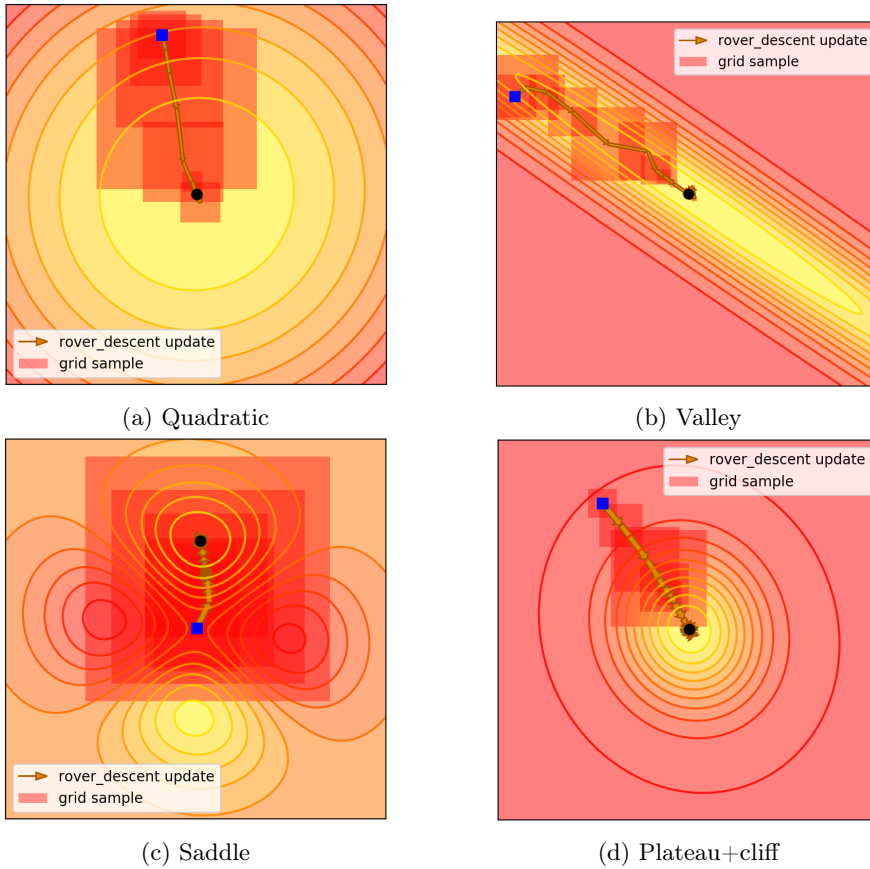 rover_descent update
grid sample
(a) Quadratic
rover_descent update
grid sample
(b) Valley
rover_descent update
grid sample
(c) Saddle
rover_descent update
grid sample
(d) Plateau+cliff